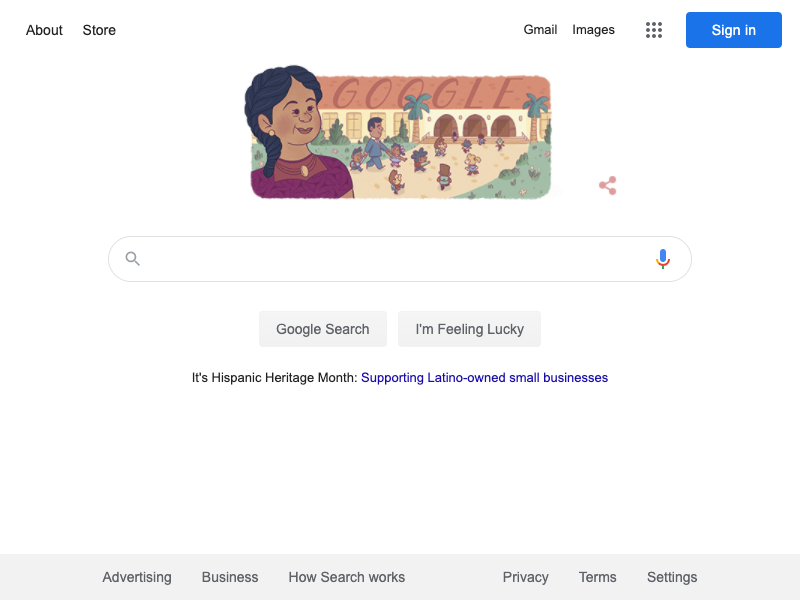 About Store Gmail Images Sign in
GOOGLE
Google Search I'm Feeling Lucky
It's Hispanic Heritage Month: Supporting Latino-owned small businesses
Advertising Business How Search works Privacy Terms Settings